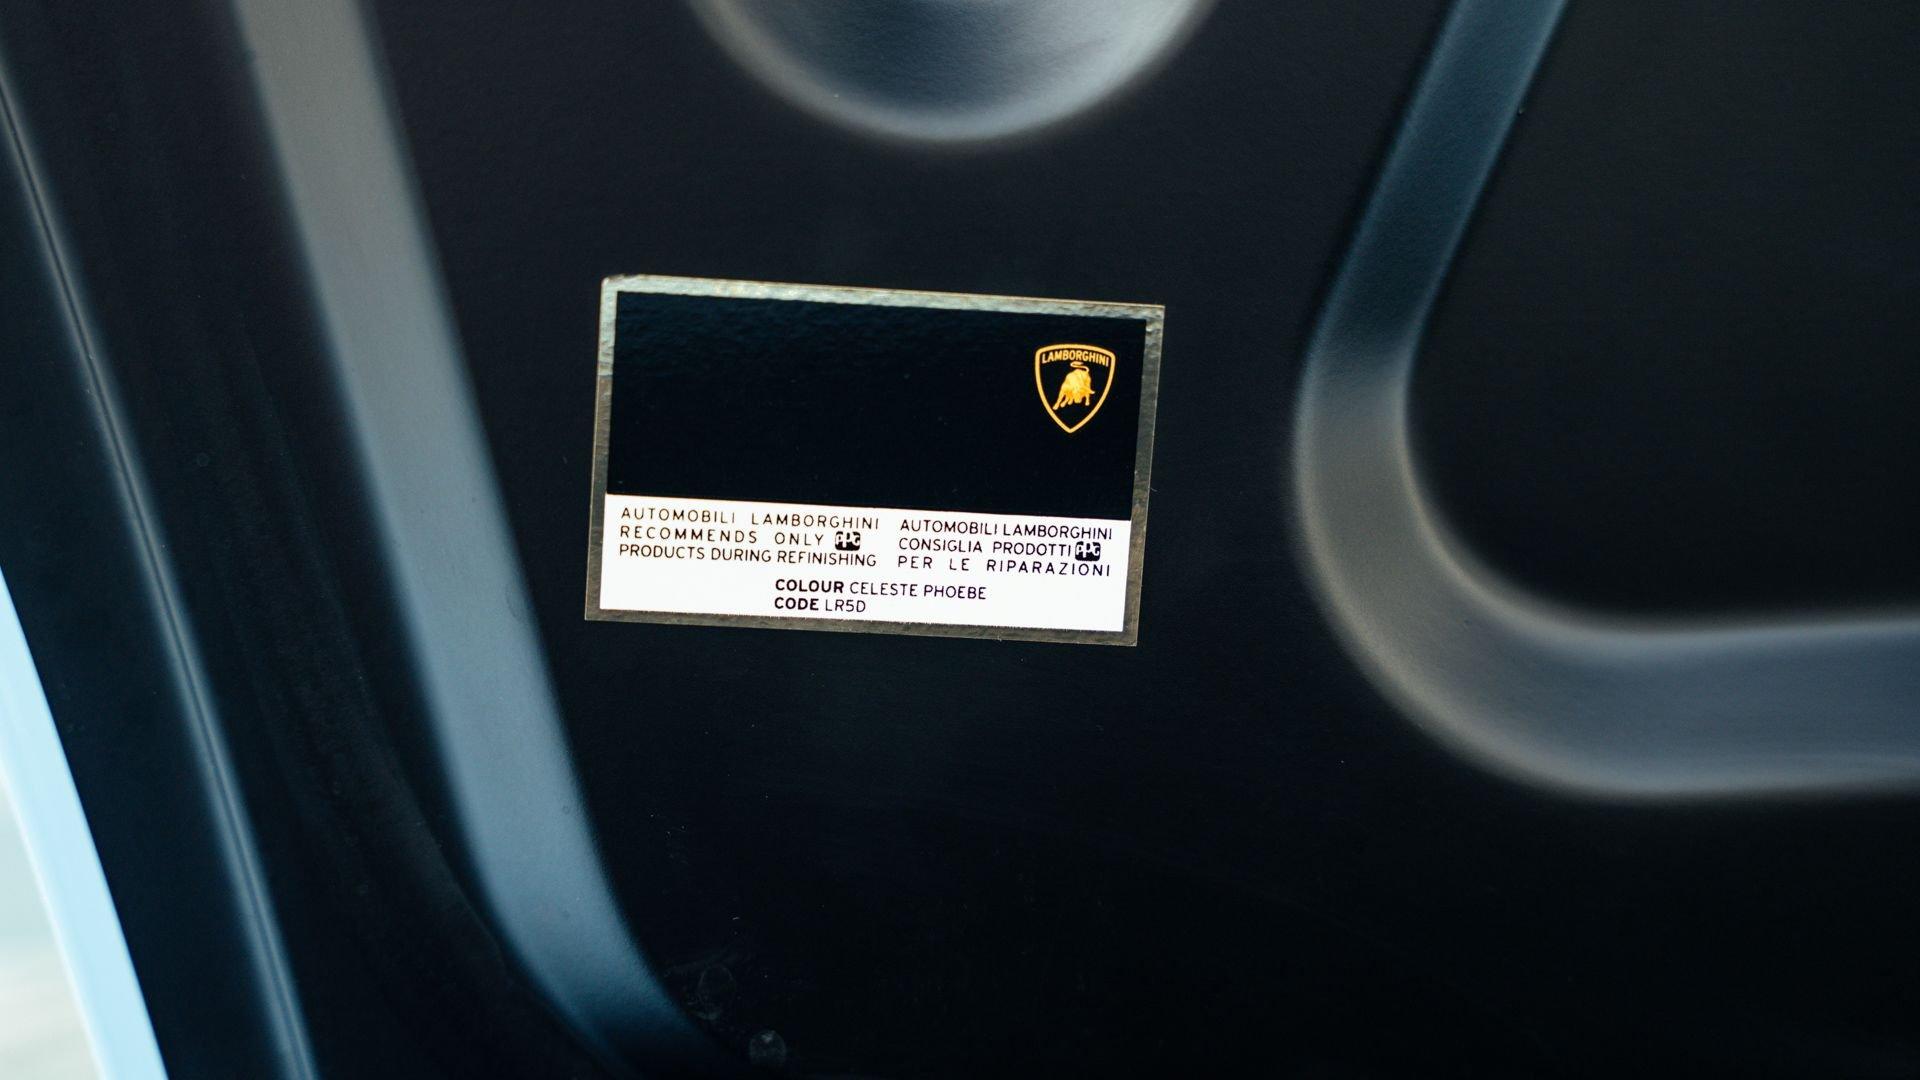 LAMBORGHINI
AUTOMOBILI LAMBORGHINI
RECOMMENDS ONLY PPG
PRODUCTS DURING REFINISHING
AUTOMOBILI LAMBORGHINI
CONSIGLIA PRODOTTI PPG
PER LE RIPARAZIONI
COLOUR CELESTE PHOEBE
CODE LR5D